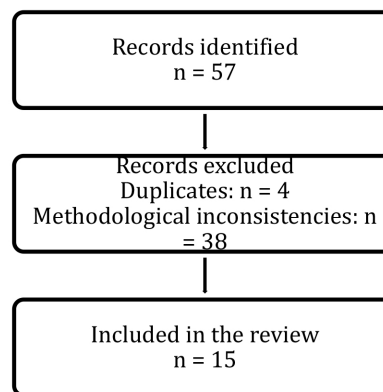 Records identified
n = 57
Records excluded
Duplicates: n = 4
Methodological inconsistencies: n
= 38
Included in the review
n = 15